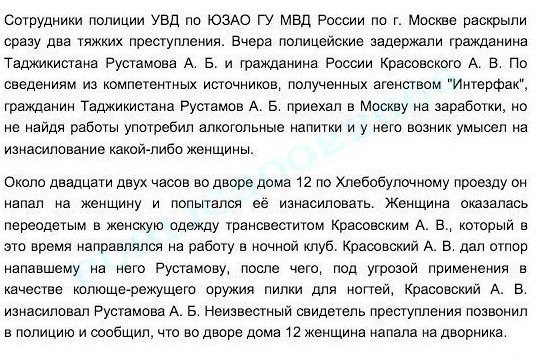 Сотрудники полиции УВД по ЮЗАО ГУ МВД России по г. Москве раскрыли
сразу два тяжких преступления. Вчера полицейские задержали гражданина
Таджикистана Рустамова А. Б. и гражданина России Красовского А. В. По
сведениям из компетентных источников, полученных агенством "Интерфак",
гражданин Таджикистана Рустамов А. Б. приехал в Москву на заработки, но
не найдя работы употребил алкогольные напитки и у него возник умысел на
изнасилование какой-либо женщины.
Около двадцати двух часов во дворе дома 12 по Хлебобулочному проезду он
напал на женщину и попытался её изнасиловать. Женщина оказалась
переодетым в женскую одежду трансвеститом Красовским А. В., который в
это время направлялся на работу в ночной клуб. Красовский А. В. дал отпор
напавшему на него Рустамову, после чего, под угрозой применения в
качестве колюще-режущего оружия пилки для ногтей, Красовский А. В.
изнасиловал Рустамова А. Б. Неизвестный свидетель преступления позвонил
в полицию и сообщил, что во дворе дома 12 женщина напала на дворника.